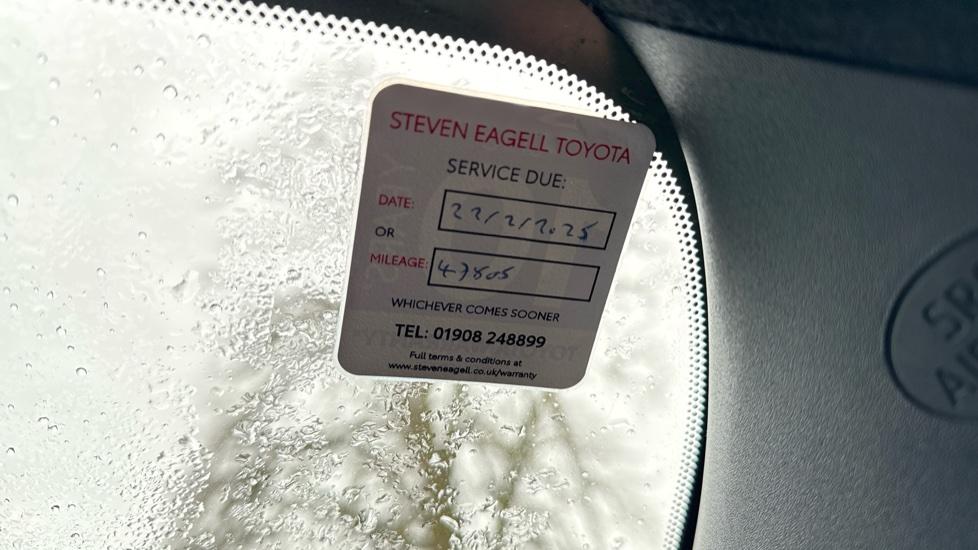 STEVEN EAGELL TOYOTA
SERVICE DUE:
DATE: 22/2/2025
OR
MILEAGE: 47805
WHICHEVER COMES SOONER
TEL: 01908 248899
Full terms & conditions at
www.steveneagell.co.uk/warranty